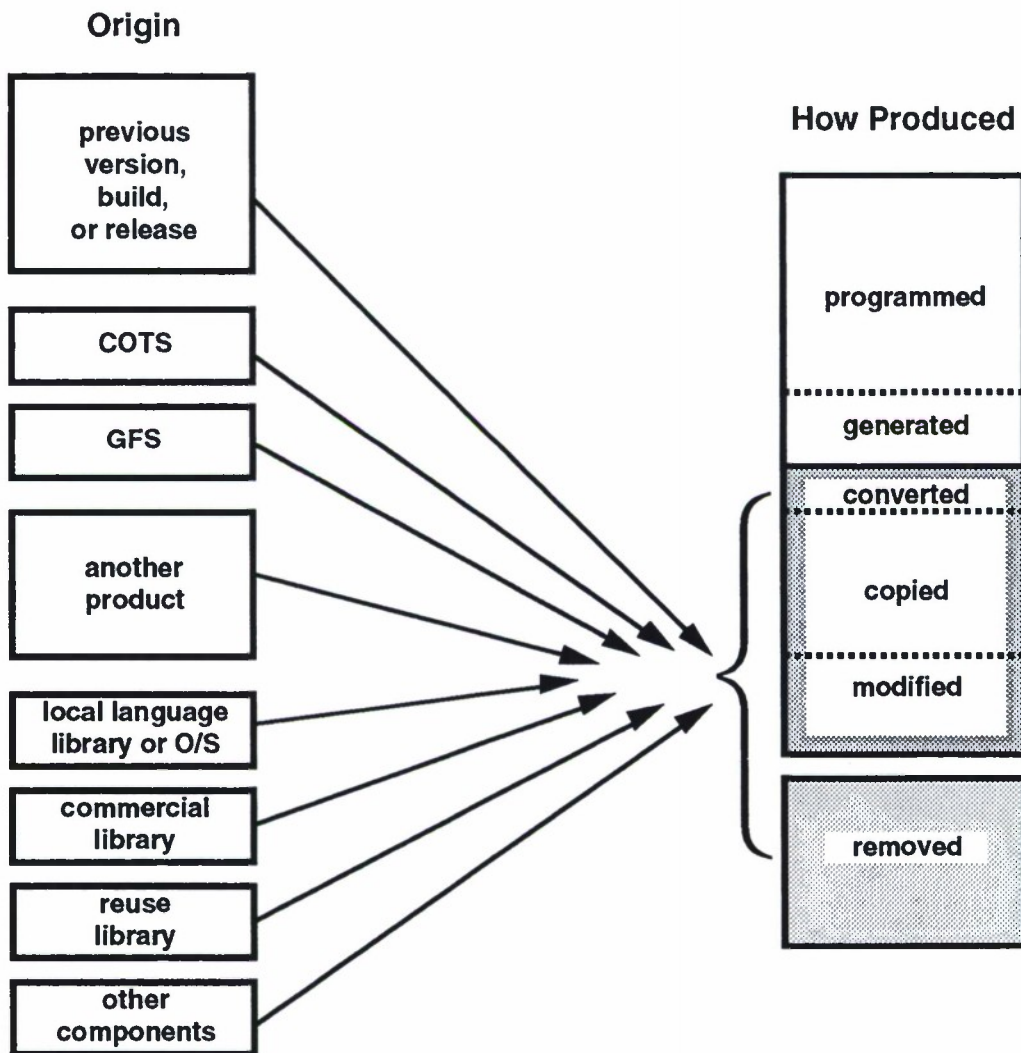 Origin
previous
version,
build,
or release
COTS
GFS
another
product
local language
library or O/S
commercial
library
reuse
library
other
components
How Produced
programmed
generated
converted
copied
modified
removed